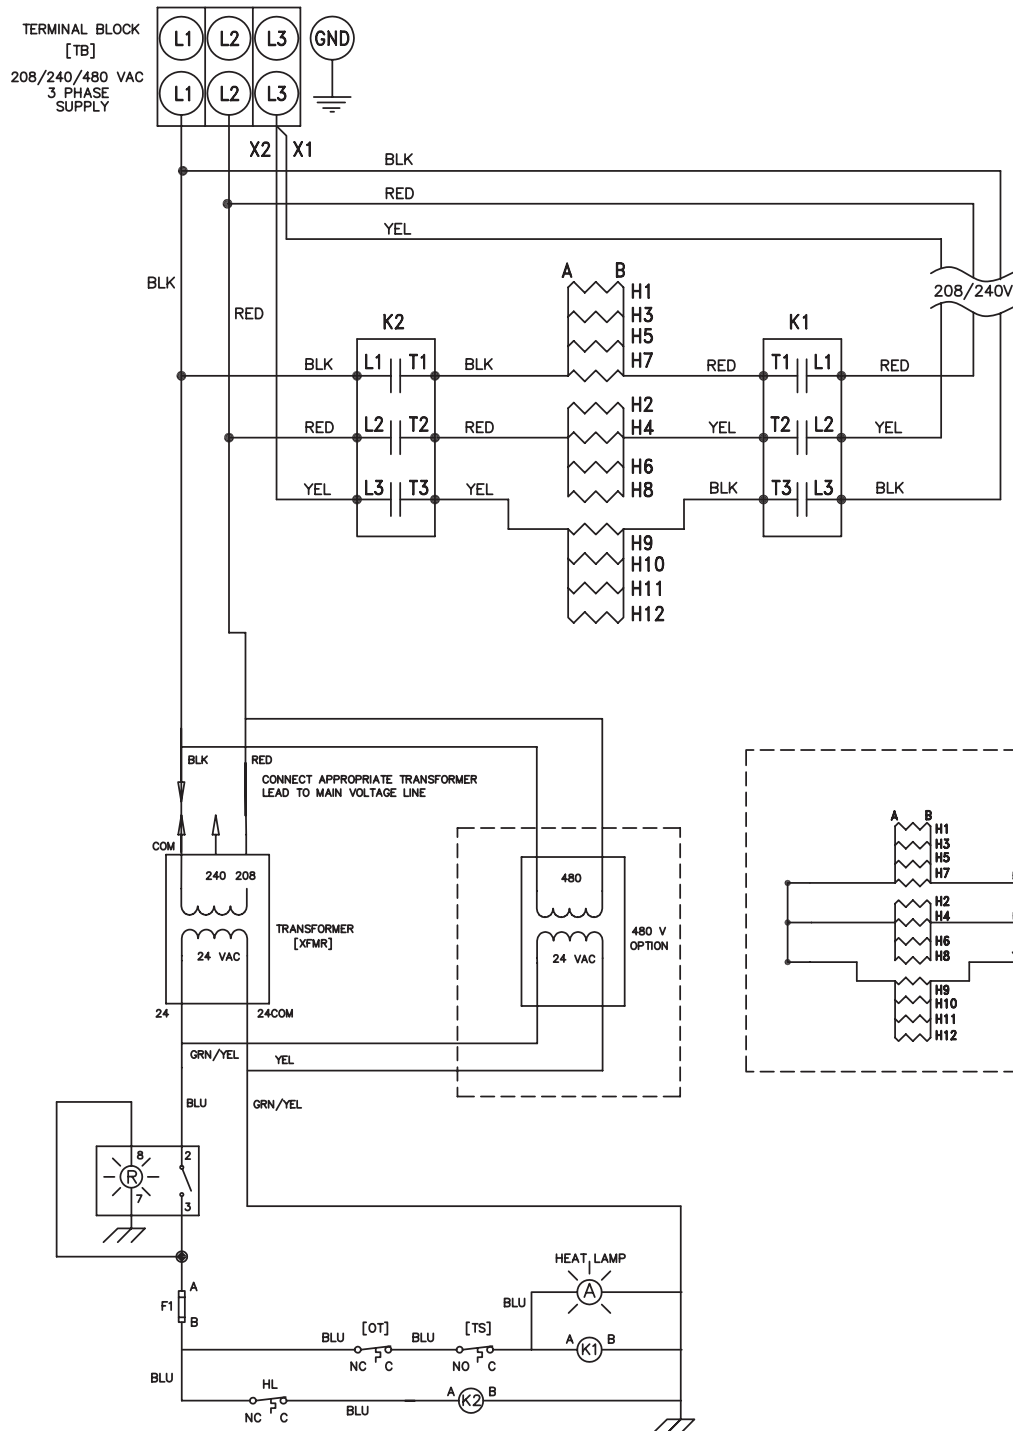 TERMINAL BLOCK
[TB]
208/240/480 VAC
3 PHASE
SUPPLY
L1 L2 L3 GND
L1 L2 L3
X2 X1
BLK
RED
YEL
BLK
RED
208/240V
A B
H1
H3
H5
H7
H2
H4
H6
H8
H9
H10
H11
H12
K2
K1
BLK L1 T1 BLK
RED T1 L1 RED
RED L2 T2 RED
YEL T2 L2 YEL
YEL L3 T3 YEL
BLK T3 L3 BLK
BLK RED
CONNECT APPROPRIATE TRANSFORMER
LEAD TO MAIN VOLTAGE LINE
COM
240 208
24 VAC
TRANSFORMER
[XFMR]
24 24COM
480
24 VAC
480 V
OPTION
A B
H1
H3
H5
H7
H2
H4
H6
H8
H9
H10
H11
H12
GRN/YEL YEL
BLU GRN/YEL
8 2
R
7 3
A
F1
B
HEAT LAMP
A
BLU
BLU [OT] BLU [TS]
NC C NO C
A K1 B
BLU
HL
NC C
BLU
A K2 B